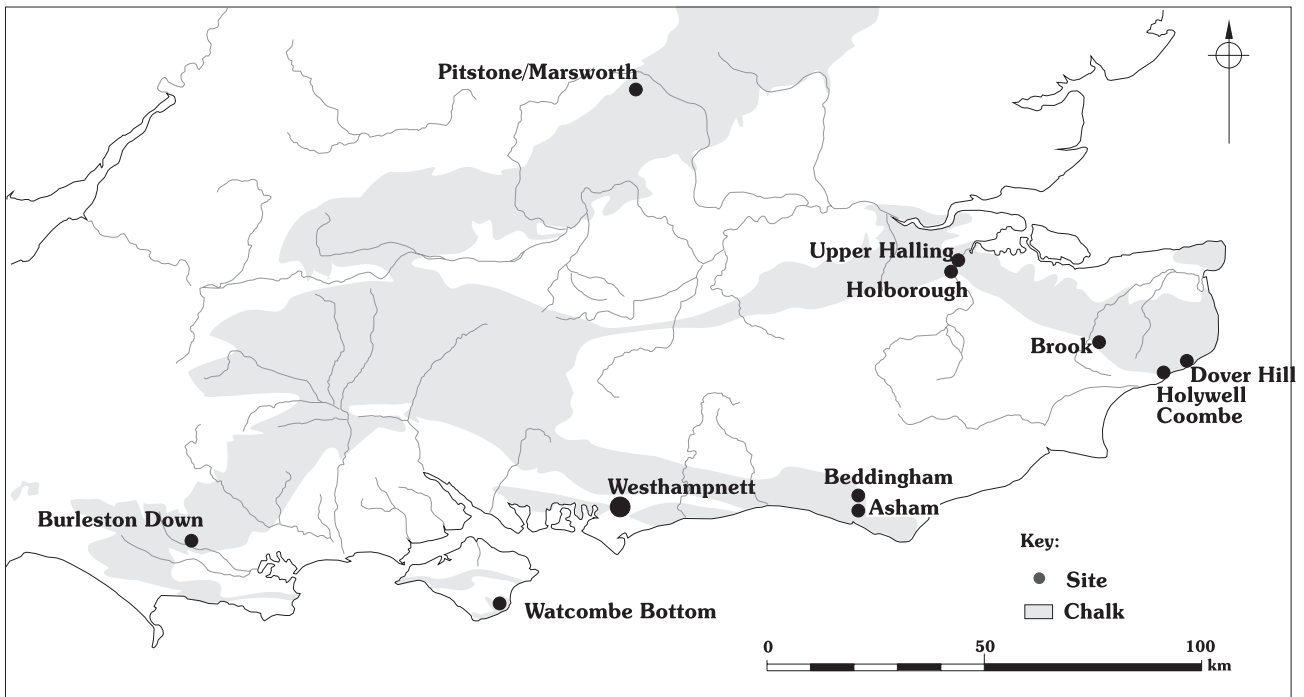 Pitstone/Marsworth
Upper Halling
Holborough
Brook
Dover Hill
Holywell
Coombe
Westhampnett
Beddingham
Asham
Burleston Down
Watcombe Bottom
Key:
Site
Chalk
0 50 100
km